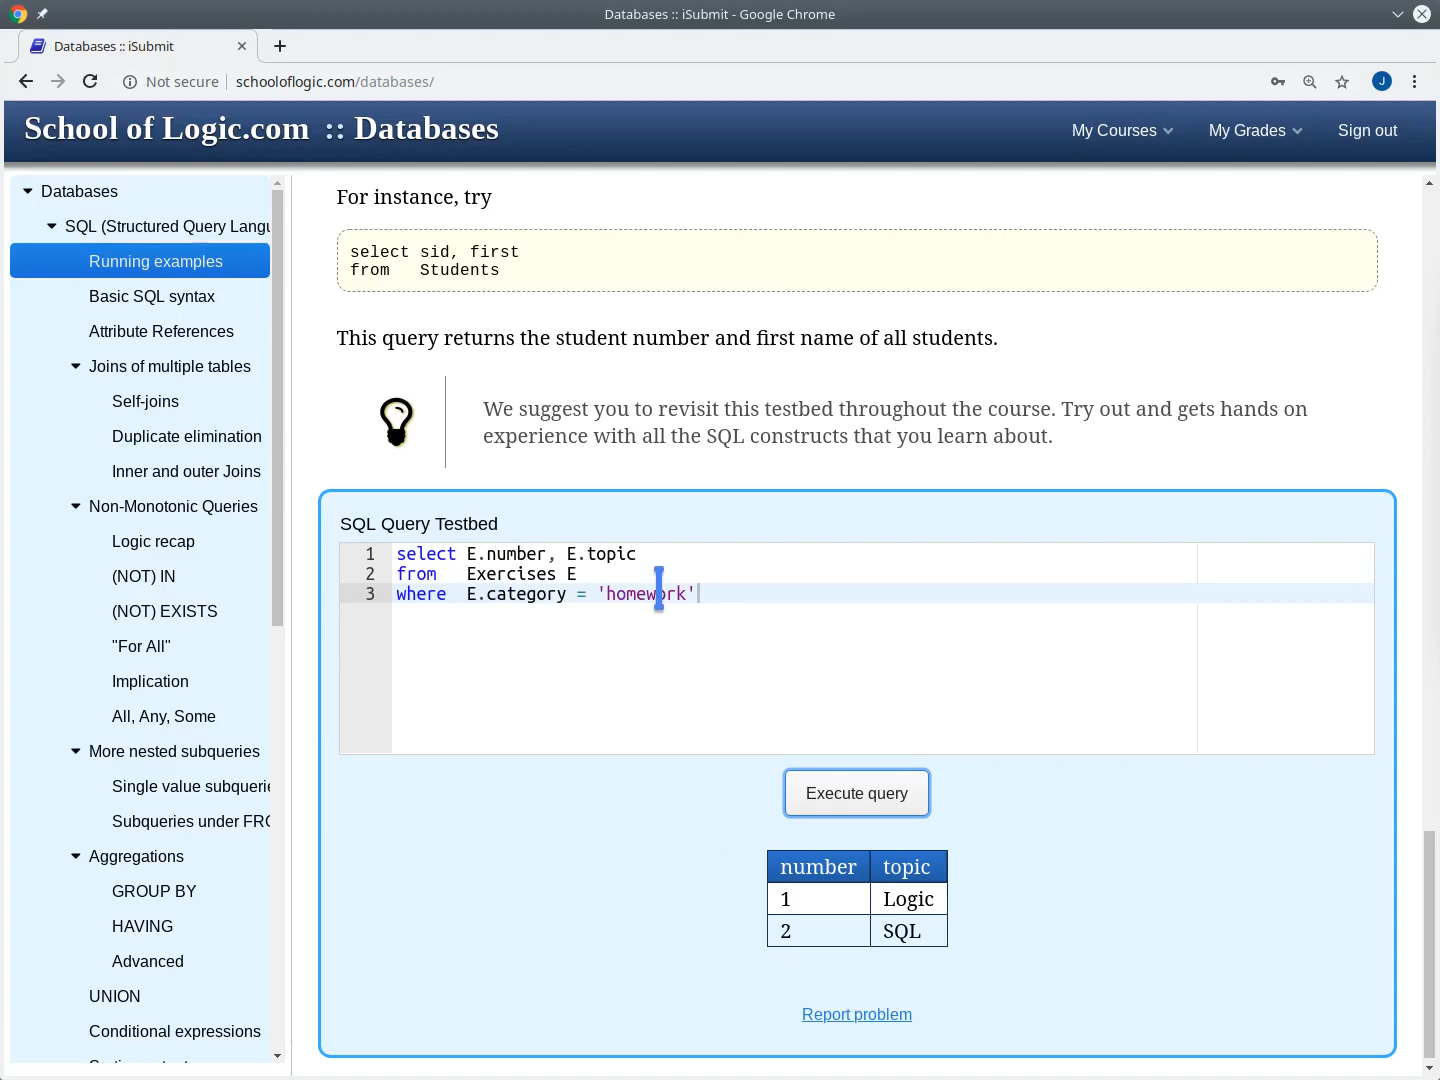 Databases :: iSubmit - Google Chrome
Databases :: iSubmit
Not secure
schooloflogic.com/databases/
J
School of Logic.com :: Databases
My Courses
My Grades
Sign out
Databases
SQL (Structured Query Langu
Running examples
Basic SQL syntax
Attribute References
Joins of multiple tables
Self-joins
Duplicate elimination
Inner and outer Joins
Non-Monotonic Queries
Logic recap
(NOT) IN
(NOT) EXISTS
"For All"
Implication
All, Any, Some
More nested subqueries
Single value subquerie
Subqueries under FRO
Aggregations
GROUP BY
HAVING
Advanced
UNION
Conditional expressions
For instance, try
select sid, first
from   Students
This query returns the student number and first name of all students.
We suggest you to revisit this testbed throughout the course. Try out and gets hands on
experience with all the SQL constructs that you learn about.
SQL Query Testbed
1 select E.number, E.topic
2 from   Exercises E
3 where  E.category = 'homework'
Execute query
number topic
1 Logic
2 SQL
Report problem